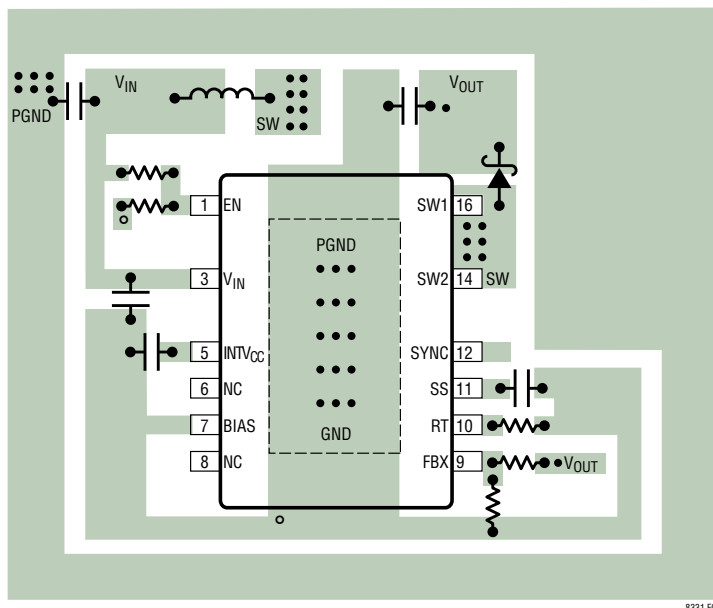 PGND
VIN
SW
VOUT
1 EN
3 VIN
5 INTVCC
6 NC
7 BIAS
8 NC
PGND
GND
SW1 16
SW2 14 SW
SYNC 12
SS 11
RT 10
FBX 9
VOUT